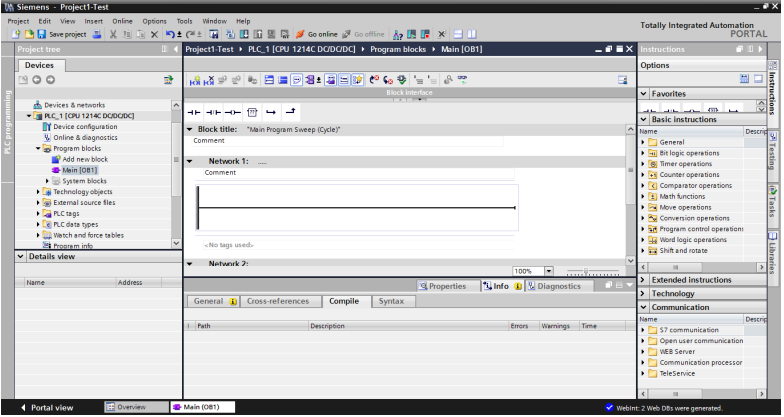 Siemens - Project1-Test
Project Edit View Insert Online Options Tools Window Help
Totally Integrated Automation
PORTAL
Save project Go online Go offline
Project tree
Project1-Test PLC_1 [CPU 1214C DC/DC/DC] Program blocks Main [OB1]
Instructions
Devices
Options
PLC programming
Block interface
Devices & networks
PLC_1 [CPU 1214C DC/DC/DC]
Device configuration
Online & diagnostics
Program blocks
Add new block
Main [OB1]
System blocks
Technology objects
External source files
PLC tags
PLC data types
Watch and force tables
Program info
Details view
Name Address
Block title: "Main Program Sweep (Cycle)"
Comment
Network 1: .....
Comment
<No tags used>
Network 2:
100%
Properties Info Diagnostics
General Cross-references Compile Syntax
! Path Description Errors Warnings Time
Favorites
Basic instructions
Name Descrip
General
Bit logic operations
Timer operations
Counter operations
Comparator operations
Math functions
Move operations
Conversion operations
Program control operations
Word logic operations
Shift and rotate
Extended instructions
Technology
Communication
Name Descrip
S7 communication
Open user communication
WEB Server
Communication processor
TeleService
Instructions
Testing
Tasks
Libraries
Portal view Overview Main (OB1)
WebInt: 2 Web DBs were generated.